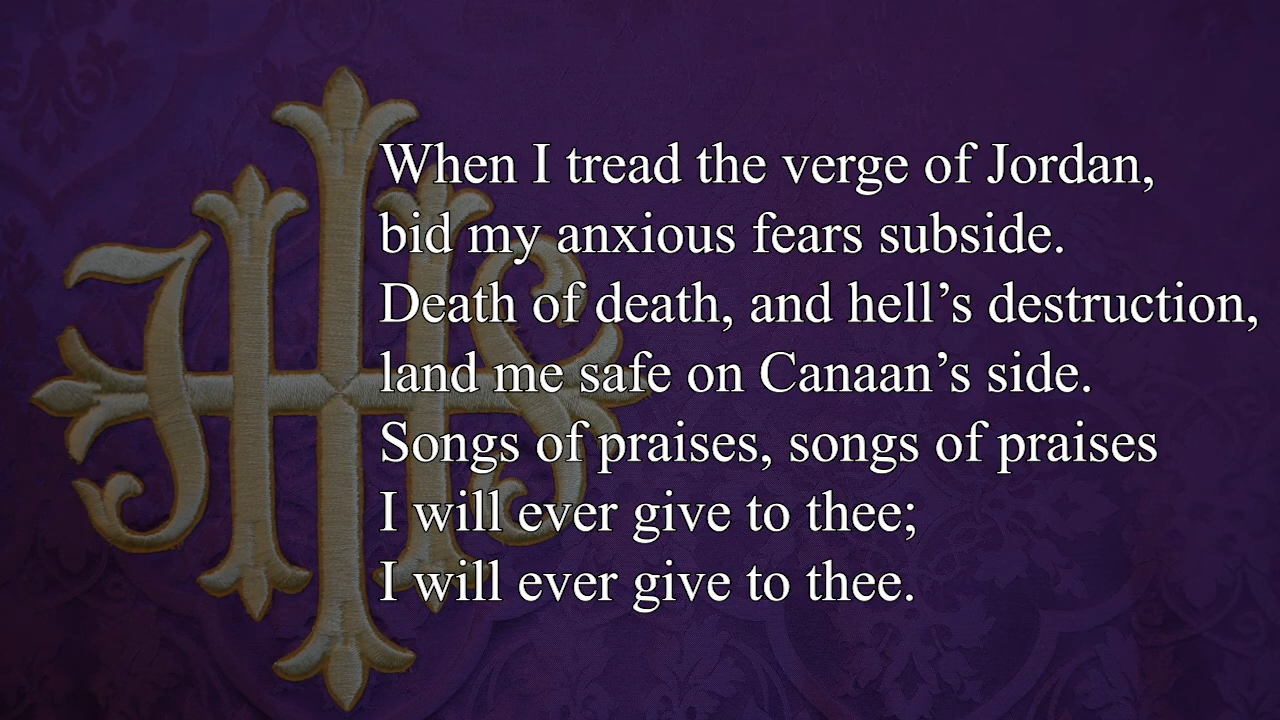 When I tread the verge of Jordan,
bid my anxious fears subside.
Death of death, and hell’s destruction,
land me safe on Canaan’s side.
Songs of praises, songs of praises
I will ever give to thee;
I will ever give to thee.
IHS